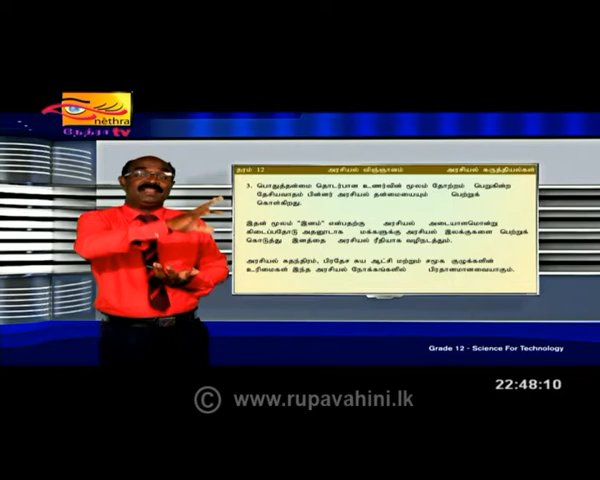 nēthra
நேத்ரா tv
தரம் 12 அரசியல் விஞ்ஞானம் அரசியல் கருத்தியல்கள்
3. பொதுத்தன்மை தொடர்பான உணர்வின் மூலம் தோற்றம் பெறுகின்ற
தேசியவாதம் பின்னர் அரசியல் தன்மையையும் பெற்றுக்
கொள்கிறது.
இதன் மூலம் "இனம்" என்பதற்கு அரசியல் அடையாளமொன்று
கிடைப்பதோடு அதனூடாக மக்களுக்கு அரசியல் இலக்குகளை பெற்றுக்
கொடுத்து இனத்தை அரசியல் ரீதியாக வழிநடத்தும்.
அரசியல் சுதந்திரம், பிரதேச சுய ஆட்சி மற்றும் சமூக குழுக்களின்
உரிமைகள் இந்த அரசியல் நோக்கங்களில் பிரதானமானவையாகும்.
Grade 12 - Science For Technology
22:48:10
© www.rupavahini.lk